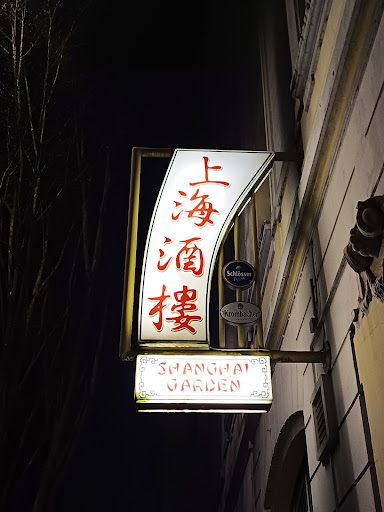 上海酒樓
Schlösser
Krombacher
SHANGHAI
GARDEN